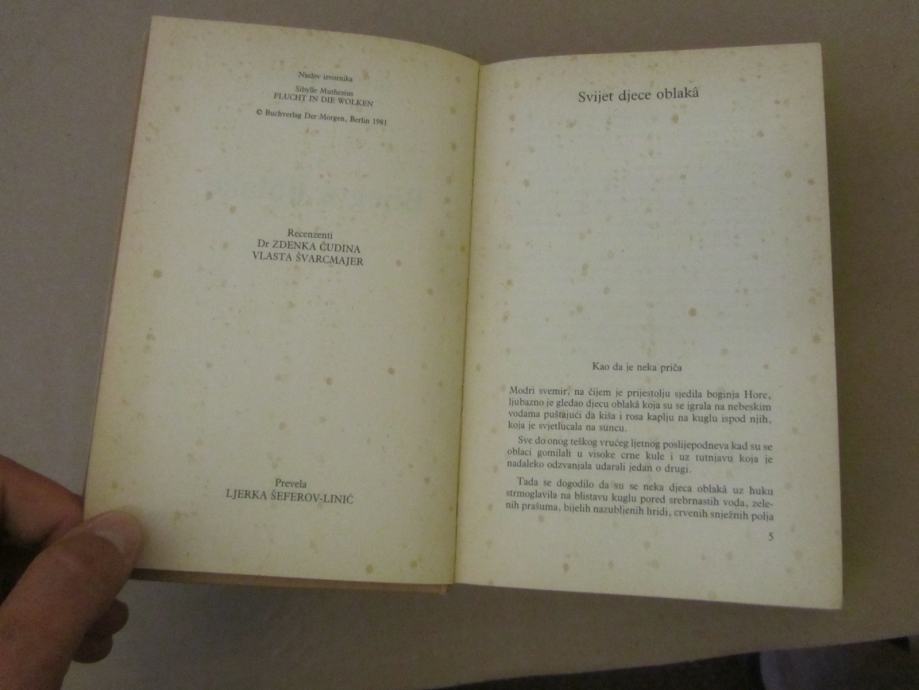 Naslov izvornika
Sibylle Muthesius
FLUCHT IN DIE WOLKEN
© Buchverlag Der Morgen, Berlin 1981
Recenzenti
Dr ZDENKA ČUDINA
VLASTA ŠVARCMAJER
Prevela
LJERKA ŠEFEROV-LINIĆ
Svijet djece oblakâ
Kao da je neka priča
Modri svemir, na čijem je prijestolju sjedila boginja Hore,
ljubazno je gledao djecu oblakâ koja su se igrala na nebeskim
vodama puštajući da kiša i rosa kaplju na kuglu ispod njih,
koja je svjetlucala na suncu.
Sve do onog teškog vrućeg ljetnog poslijepodneva kad su se
oblaci gomilali u visoke crne kule i uz tutnjavu koja je
nadaleko odzvanjala udarali jedan o drugi.
Tada se dogodilo da su se neka djeca oblakâ uz huku
strmoglavila na blistavu kuglu pored srebrnastih voda, zele-
nih prašuma, bijelih nazubljenih hridi, crvenih snježnih polja
5